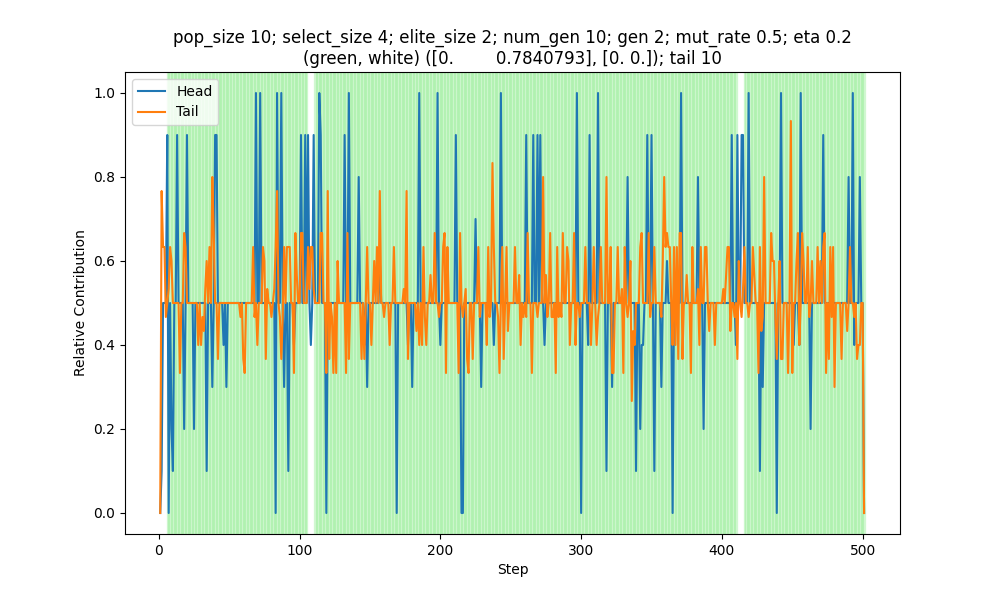 pop_size 10; select_size 4; elite_size 2; num_gen 10; gen 2; mut_rate 0.5; eta 0.2
(green, white) ([0.        0.7840793], [0. 0.]); tail 10
Head
Tail
Relative Contribution
1.0
0.8
0.6
0.4
0.2
0.0
0
100
200
300
400
500
Step